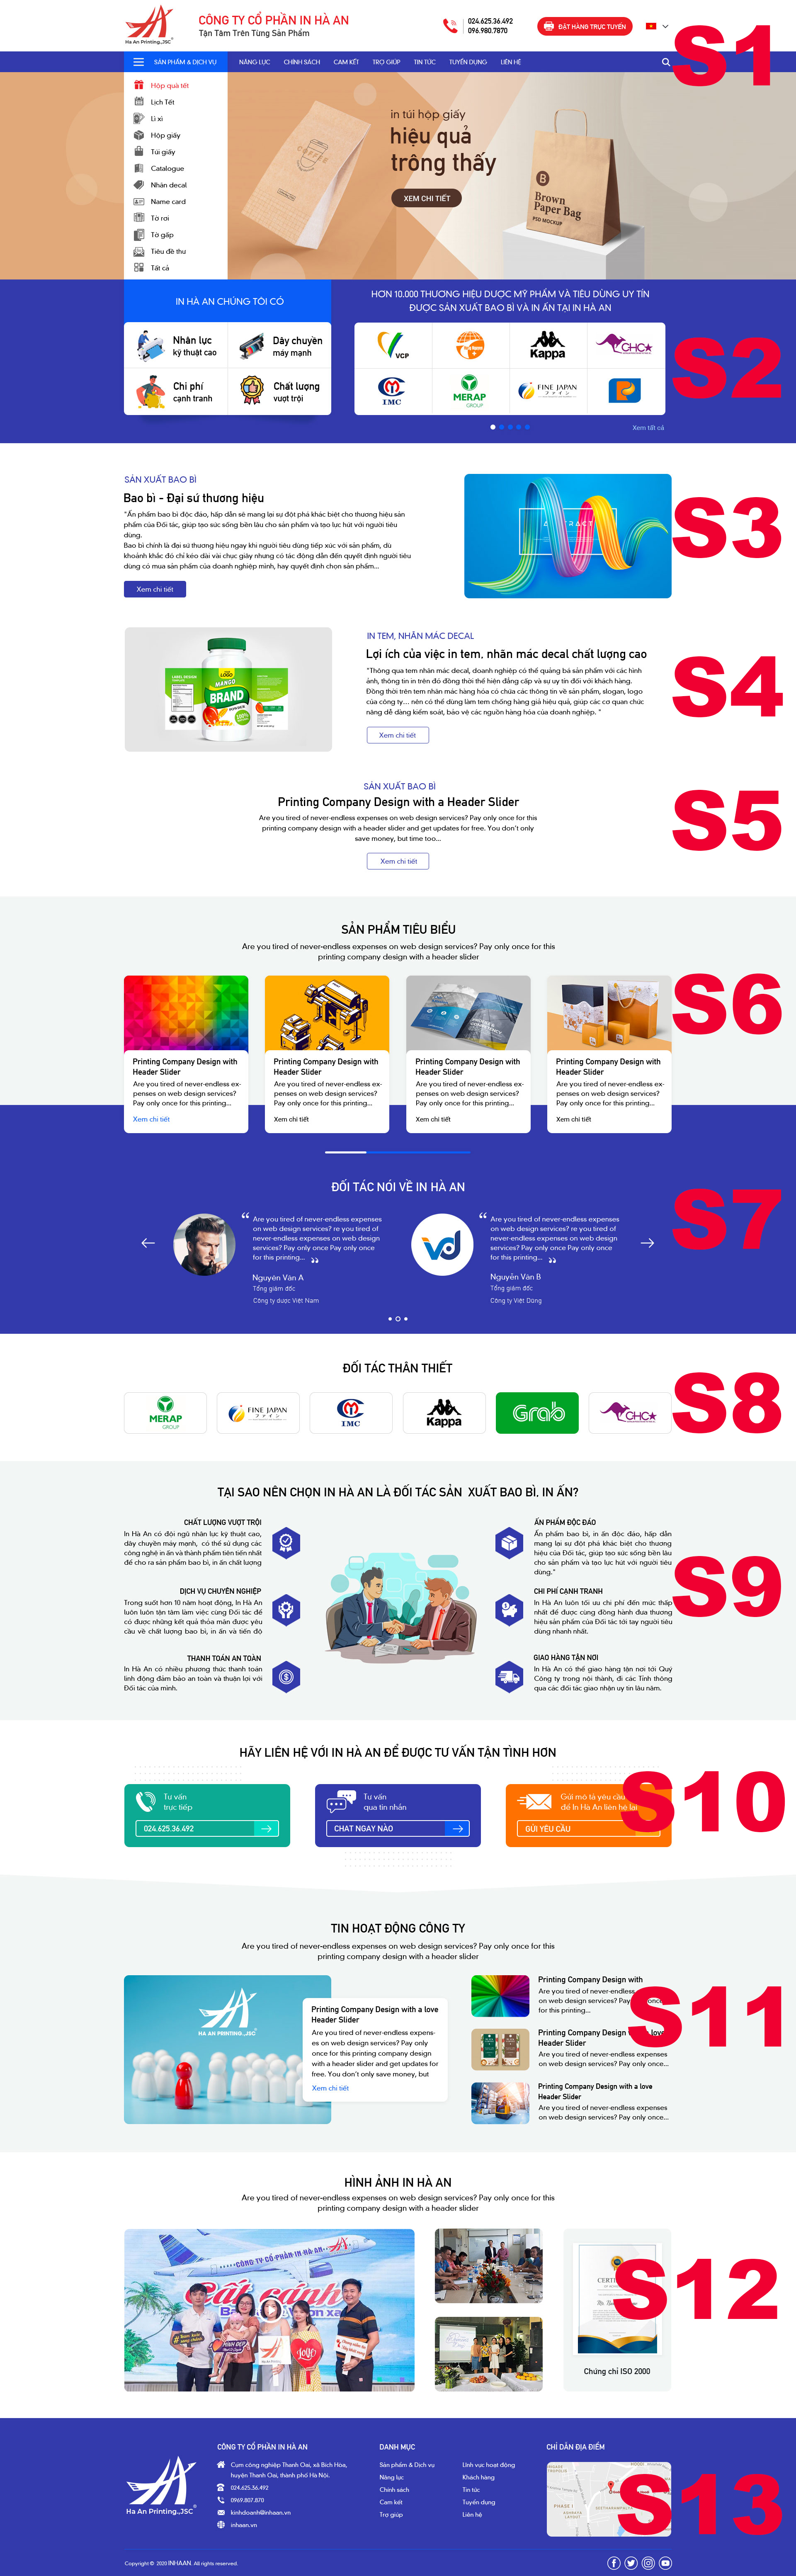 CÔNG TY CỔ PHẦN IN HÀ AN
Tận Tâm Trên Từng Sản Phẩm
Ha An Printing.,JSC
024.625.36.492
096.980.7870
ĐẶT HÀNG TRỰC TUYẾN
S1
SẢN PHẨM & DỊCH VỤ
NĂNG LỰC
CHÍNH SÁCH
CAM KẾT
TRỢ GIÚP
TIN TỨC
TUYỂN DỤNG
LIÊN HỆ
Hộp quà tết
Lịch Tết
Lì xì
Hộp giấy
Túi giấy
Catalogue
Nhãn decal
Name card
Tờ rơi
Tờ gấp
Tiêu đề thư
Tất cả
in túi hộp giấy
hiệu quả
trông thấy
XEM CHI TIẾT
COFFEE
B
Brown
Paper Bag
PSD MOCKUP
IN HÀ AN CHÚNG TÔI CÓ
Nhân lực
kỹ thuật cao
Dây chuyền
máy mạnh
Chi phí
cạnh tranh
Chất lượng
vượt trội
HƠN 10.000 THƯƠNG HIỆU DƯỢC MỸ PHẨM VÀ TIÊU DÙNG UY TÍN
ĐƯỢC SẢN XUẤT BAO BÌ VÀ IN ẤN TẠI IN HÀ AN
VCP
Kappa
CHC
IMC
MERAP
GROUP
FINE JAPAN
ファイン
Xem tất cả
S2
SẢN XUẤT BAO BÌ
Bao bì - Đại sứ thương hiệu
"Ấn phẩm bao bì độc đáo, hấp dẫn sẽ mang lại sự đột phá khác biệt cho thương hiệu sản
phẩm của Đối tác, giúp tạo sức sống bền lâu cho sản phẩm và tạo lực hút với người tiêu
dùng.
Bao bì chính là đại sứ thương hiệu ngay khi người tiêu dùng tiếp xúc với sản phẩm, dù
khoảnh khắc đó chỉ kéo dài vài chục giây nhưng có tác động dẫn đến quyết định người tiêu
dùng có mua sản phẩm của doanh nghiệp mình, hay quyết định chọn sản phẩm...
Xem chi tiết
S3
LABEL DESIGN
LOGO
MANGO
BRAND
POWDER
IN TEM, NHÃN MÁC DECAL
Lợi ích của việc in tem, nhãn mác decal chất lượng cao
"Thông qua tem nhãn mác decal, doanh nghiệp có thể quảng bá sản phẩm với các hình
ảnh, thông tin in trên đó đồng thời thể hiện đẳng cấp và sự uy tín đối với khách hàng.
Đồng thời trên tem nhãn mác hàng hóa có chứa các thông tin về sản phẩm, slogan, logo
của công ty… nên có thể dùng làm tem chống hàng giả hiệu quả, giúp các cơ quan chức
năng dễ dàng kiểm soát, bảo vệ các nguồn hàng hóa của doanh nghiệp. "
Xem chi tiết
S4
SẢN XUẤT BAO BÌ
Printing Company Design with a Header Slider
Are you tired of never-endless expenses on web design services? Pay only once for this
printing company design with a header slider and get updates for free. You don't only
save money, but time too...
Xem chi tiết
S5
SẢN PHẨM TIÊU BIỂU
Are you tired of never-endless expenses on web design services? Pay only once for this
printing company design with a header slider
Printing Company Design with
Header Slider
Are you tired of never-endless ex-
penses on web design services?
Pay only once for this printing...
Xem chi tiết
Printing Company Design with
Header Slider
Are you tired of never-endless ex-
penses on web design services?
Pay only once for this printing...
Xem chi tiết
Printing Company Design with
Header Slider
Are you tired of never-endless ex-
penses on web design services?
Pay only once for this printing...
Xem chi tiết
Printing Company Design with
Header Slider
Are you tired of never-endless ex-
penses on web design services?
Pay only once for this printing...
Xem chi tiết
S6
ĐỐI TÁC NÓI VỀ IN HÀ AN
Are you tired of never-endless expenses
on web design services? re you tired of
never-endless expenses on web design
services? Pay only once Pay only once
for this printing...
Nguyên Văn A
Tổng giám đốc
Công ty dược Việt Nam
Are you tired of never-endless expenses
on web design services? re you tired of
never-endless expenses on web design
services? Pay only once Pay only once
for this printing...
Nguyễn Văn B
Tổng giám đốc
Công ty Việt Dũng
S7
ĐỐI TÁC THÂN THIẾT
MERAP
GROUP
FINE JAPAN
ファイン
IMC
Kappa
Grab
CHC
S8
TẠI SAO NÊN CHỌN IN HÀ AN LÀ ĐỐI TÁC SẢN XUẤT BAO BÌ, IN ẤN?
CHẤT LƯỢNG VƯỢT TRỘI
In Hà An có đội ngũ nhân lực kỹ thuật cao,
dây chuyền máy mạnh, có thể sử dụng các
công nghệ in ấn và thành phẩm tiên tiến nhất
để cho ra sản phẩm bao bì, in ấn chất lượng
DỊCH VỤ CHUYÊN NGHIỆP
Trong suốt hơn 10 năm hoạt động, In Hà An
luôn luôn tận tâm làm việc cùng Đối tác để
có được những kết quả thỏa mãn được yêu
cầu về chất lượng bao bì, in ấn và tiến độ
THANH TOÁN AN TOÀN
In Hà An có nhiều phương thức thanh toán
linh động đảm bảo an toàn và thuận lợi với
Đối tác của mình.
ẤN PHẨM ĐỘC ĐÁO
Ấn phẩm bao bì, in ấn độc đáo, hấp dẫn
mang lại sự đột phá khác biệt cho thương
hiệu của Đối tác, giúp tạo sức sống bền lâu
cho sản phẩm và tạo lực hút với người tiêu
dùng."
CHI PHÍ CẠNH TRANH
In Hà An luôn tối ưu chi phí đến mức thấp
nhất để được cùng đồng hành đưa thương
hiệu sản phẩm của Đối tác tới tay người tiêu
dùng nhanh nhất.
GIAO HÀNG TẬN NƠI
In Hà An có thể giao hàng tận nơi tới Quý
Công ty trong nội thành, đi các Tỉnh thành
qua các đối tác giao nhận uy tín lâu năm.
S9
HÃY LIÊN HỆ VỚI IN HÀ AN ĐỂ ĐƯỢC TƯ VẤN TẬN TÌNH HƠN
Tư vấn
trực tiếp
024.625.36.492
Tư vấn
qua tin nhắn
CHAT NGAY NÀO
Gửi mô tả yêu cầu
để In Hà An liên hệ lại
GỬI YÊU CẦU
S10
TIN HOẠT ĐỘNG CÔNG TY
Are you tired of never-endless expenses on web design services? Pay only once for this
printing company design with a header slider
HA AN PRINTING.,JSC
Printing Company Design with a love
Header Slider
Are you tired of never-endless expens-
es on web design services? Pay only
once for this printing company design
with a header slider and get updates for
free. You don't only save money, but
Xem chi tiết
Printing Company Design with
Are you tired of never-endless
on web design services? Pay once
for this printing...
Printing Company Design love
Header Slider
Are you tired of never-endless expenses
on web design services? Pay only once...
Printing Company Design with a love
Header Slider
Are you tired of never-endless expenses
on web design services? Pay only once...
S11
HÌNH ẢNH IN HÀ AN
Are you tired of never-endless expenses on web design services? Pay only once for this
printing company design with a header slider
CÔNG TY CỔ PHẦN IN HÀ AN
Cất cánh
Love
Chứng chỉ ISO 2000
S12
Ha An Printing.,JSC
CÔNG TY CỔ PHẦN IN HÀ AN
Cụm công nghiệp Thanh Oai, xã Bích Hòa,
huyện Thanh Oai, thành phố Hà Nội.
024.625.36.492
0969.807.870
kinhdoanh@inhaan.vn
inhaan.vn
DANH MỤC
Sản phẩm & Dịch vụ
Năng lực
Chính sách
Cam kết
Trợ giúp
Lĩnh vực hoạt động
Khách hàng
Tin tức
Tuyển dụng
Liên hệ
CHỈ DẪN ĐỊA ĐIỂM
PHASE I
S13
Copyright © 2020 INHAAN. All rights reserved.